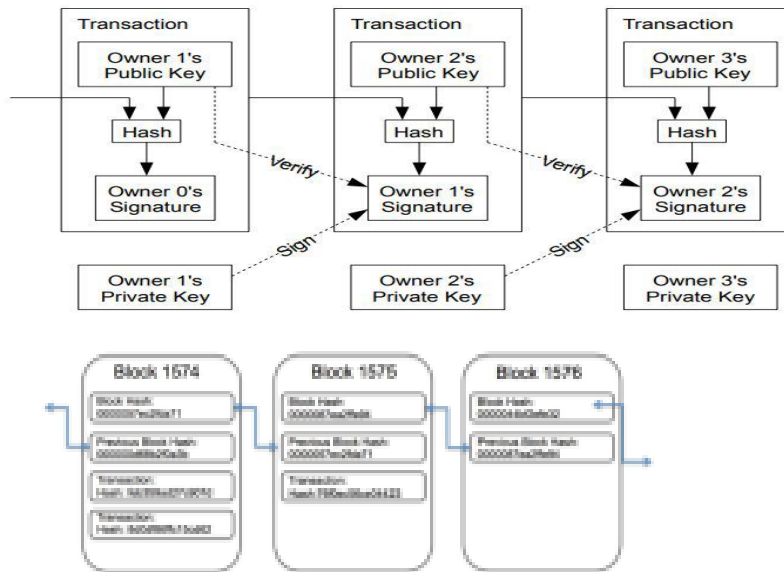 Transaction
Owner 1's
Public Key
Hash
Owner 0's
Signature
Transaction
Owner 2's
Public Key
Hash
Owner 1's
Signature
Transaction
Owner 3's
Public Key
Hash
Owner 2's
Signature
Verify
Verify
Sign
Sign
Owner 1's
Private Key
Owner 2's
Private Key
Owner 3's
Private Key
Block 1574
Block Hash:
Previous Block Hash:
Transaction:
Hash:
Transaction:
Hash:
Block 1575
Block Hash:
Previous Block Hash:
Transaction:
Hash:
Block 1576
Block Hash:
Previous Block Hash: